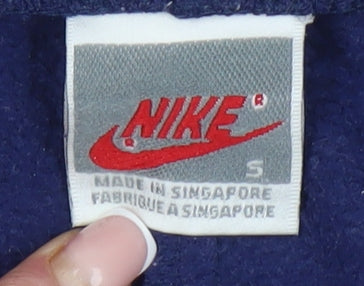 NIKE ®
®
S
MADE IN SINGAPORE
FABRIQUE A SINGAPORE